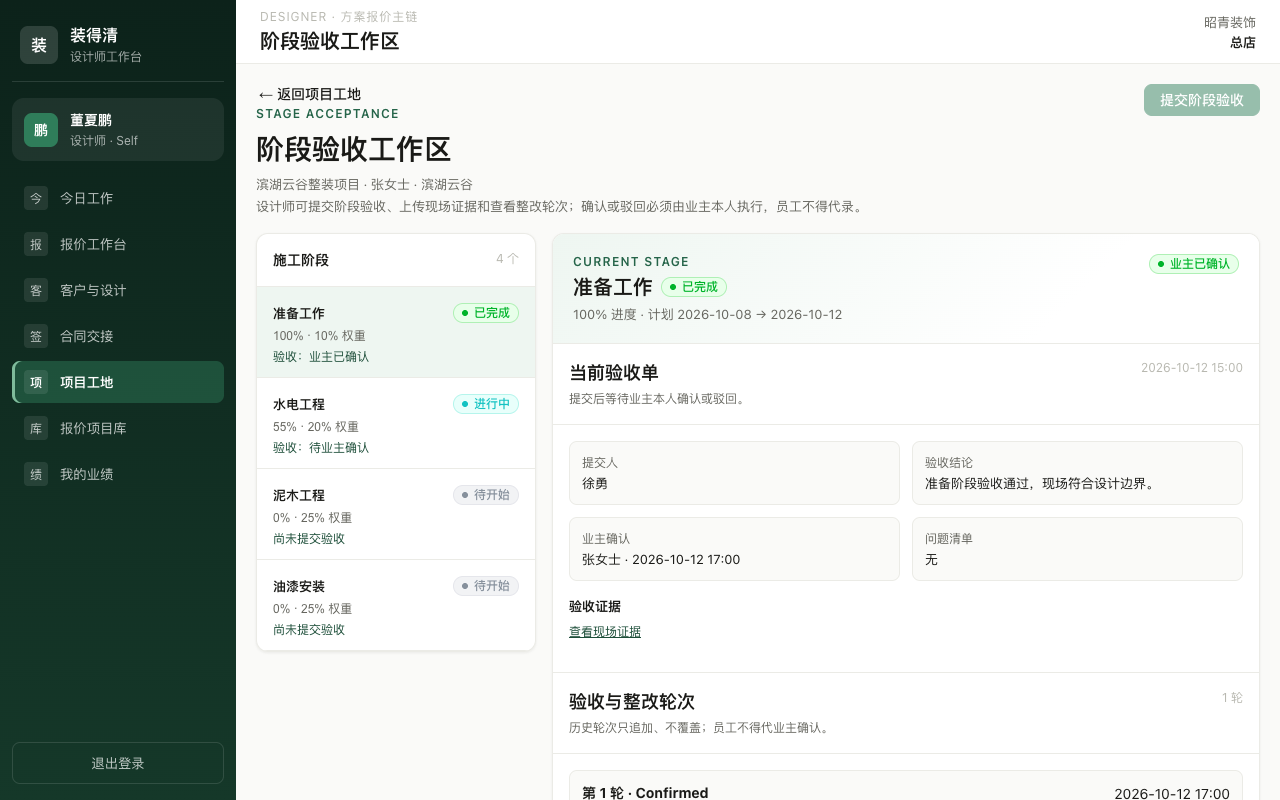 装
装得清
设计师工作台
鹏
董夏鹏
设计师 · Self
今 今日工作
报 报价工作台
客 客户与设计
签 合同交接
项 项目工地
库 报价项目库
绩 我的业绩
退出登录
DESIGNER · 方案报价主链
阶段验收工作区
昭青装饰
总店
← 返回项目工地
STAGE ACCEPTANCE
阶段验收工作区
滨湖云谷整装项目 · 张女士 · 滨湖云谷
设计师可提交阶段验收、上传现场证据和查看整改轮次；确认或驳回必须由业主本人执行，员工不得代录。
提交阶段验收
施工阶段 4 个
准备工作 已完成
100% · 10% 权重
验收：业主已确认
水电工程 进行中
55% · 20% 权重
验收：待业主确认
泥木工程 待开始
0% · 25% 权重
尚未提交验收
油漆安装 待开始
0% · 25% 权重
尚未提交验收
CURRENT STAGE
准备工作 已完成
100% 进度 · 计划 2026-10-08 → 2026-10-12
业主已确认
当前验收单
2026-10-12 15:00
提交后等待业主本人确认或驳回。
提交人
徐勇
验收结论
准备阶段验收通过，现场符合设计边界。
业主确认
张女士 · 2026-10-12 17:00
问题清单
无
验收证据
查看现场证据
验收与整改轮次
1 轮
历史轮次只追加、不覆盖；员工不得代业主确认。
第 1 轮 · Confirmed 2026-10-12 17:00